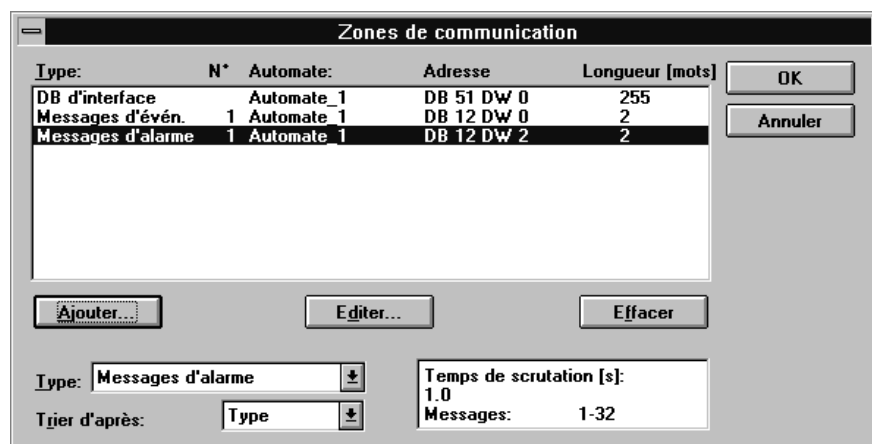 Zones de communication
Type: N° Automate: Adresse Longueur [mots]
DB d'interface Automate_1 DB 51 DW 0 255
Messages d'évén. 1 Automate_1 DB 12 DW 0 2
Messages d'alarme 1 Automate_1 DB 12 DW 2 2
OK
Annuler
Ajouter... Editer... Effacer
Type: Messages d'alarme
Trier d'après: Type
Temps de scrutation [s]:
1.0
Messages: 1-32